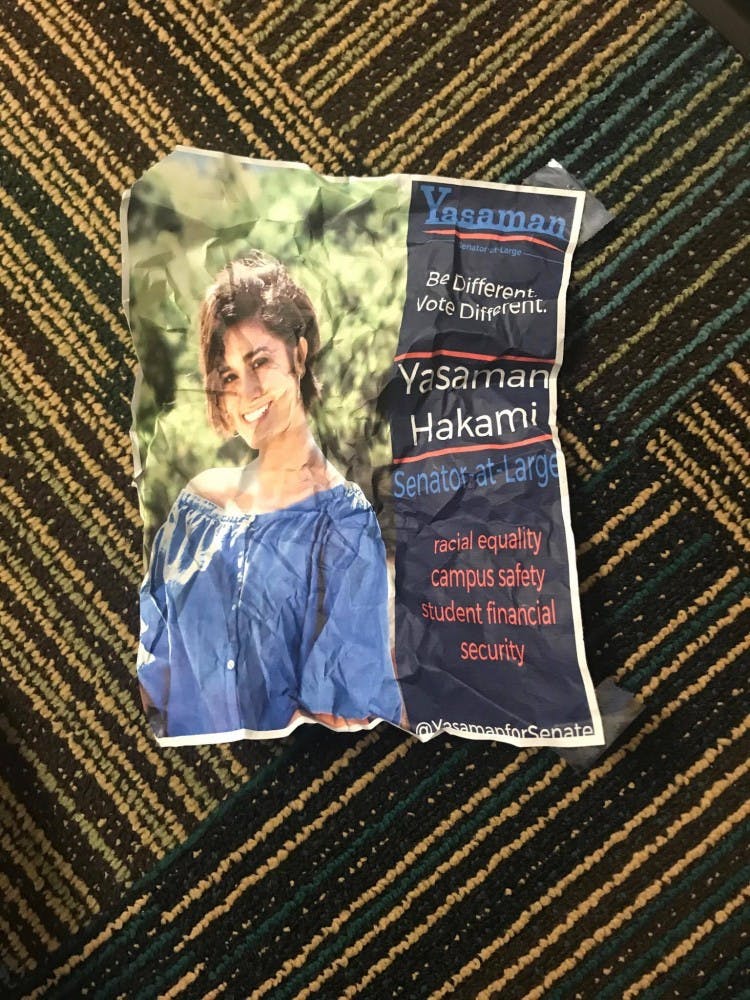 Yasaman
Senator-at-Large
Be Different.
Vote Different.
Yasaman
Hakami
Senator-at-Large
racial equality
campus safety
student financial
security
@YasamanforSenate